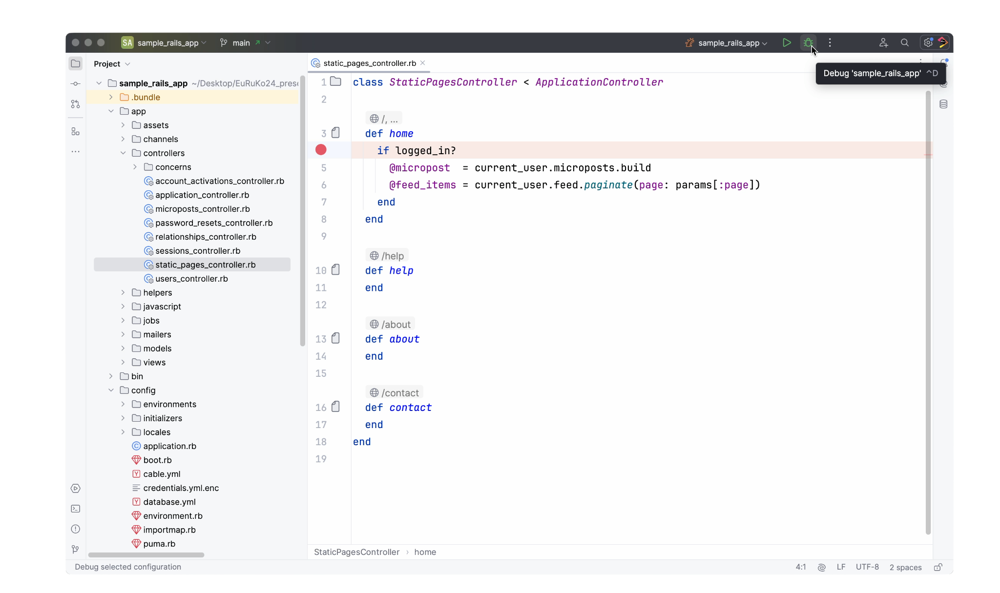 SA sample_rails_app main sample_rails_app
Debug 'sample_rails_app' ^D
Project
sample_rails_app ~/Desktop/EuRuKo24_prese
.bundle
app
assets
channels
controllers
concerns
account_activations_controller.rb
application_controller.rb
microposts_controller.rb
password_resets_controller.rb
relationships_controller.rb
sessions_controller.rb
static_pages_controller.rb
users_controller.rb
helpers
javascript
jobs
mailers
models
views
bin
config
environments
initializers
locales
application.rb
boot.rb
cable.yml
credentials.yml.enc
database.yml
environment.rb
importmap.rb
puma.rb
static_pages_controller.rb
1 class StaticPagesController < ApplicationController
2
/, ...
3 def home
if logged_in?
5 @micropost = current_user.microposts.build
6 @feed_items = current_user.feed.paginate(page: params[:page])
7 end
8 end
9
/help
10 def help
11 end
12
/about
13 def about
14 end
15
/contact
16 def contact
17 end
18 end
19
StaticPagesController › home
Debug selected configuration
4:1 LF UTF-8 2 spaces